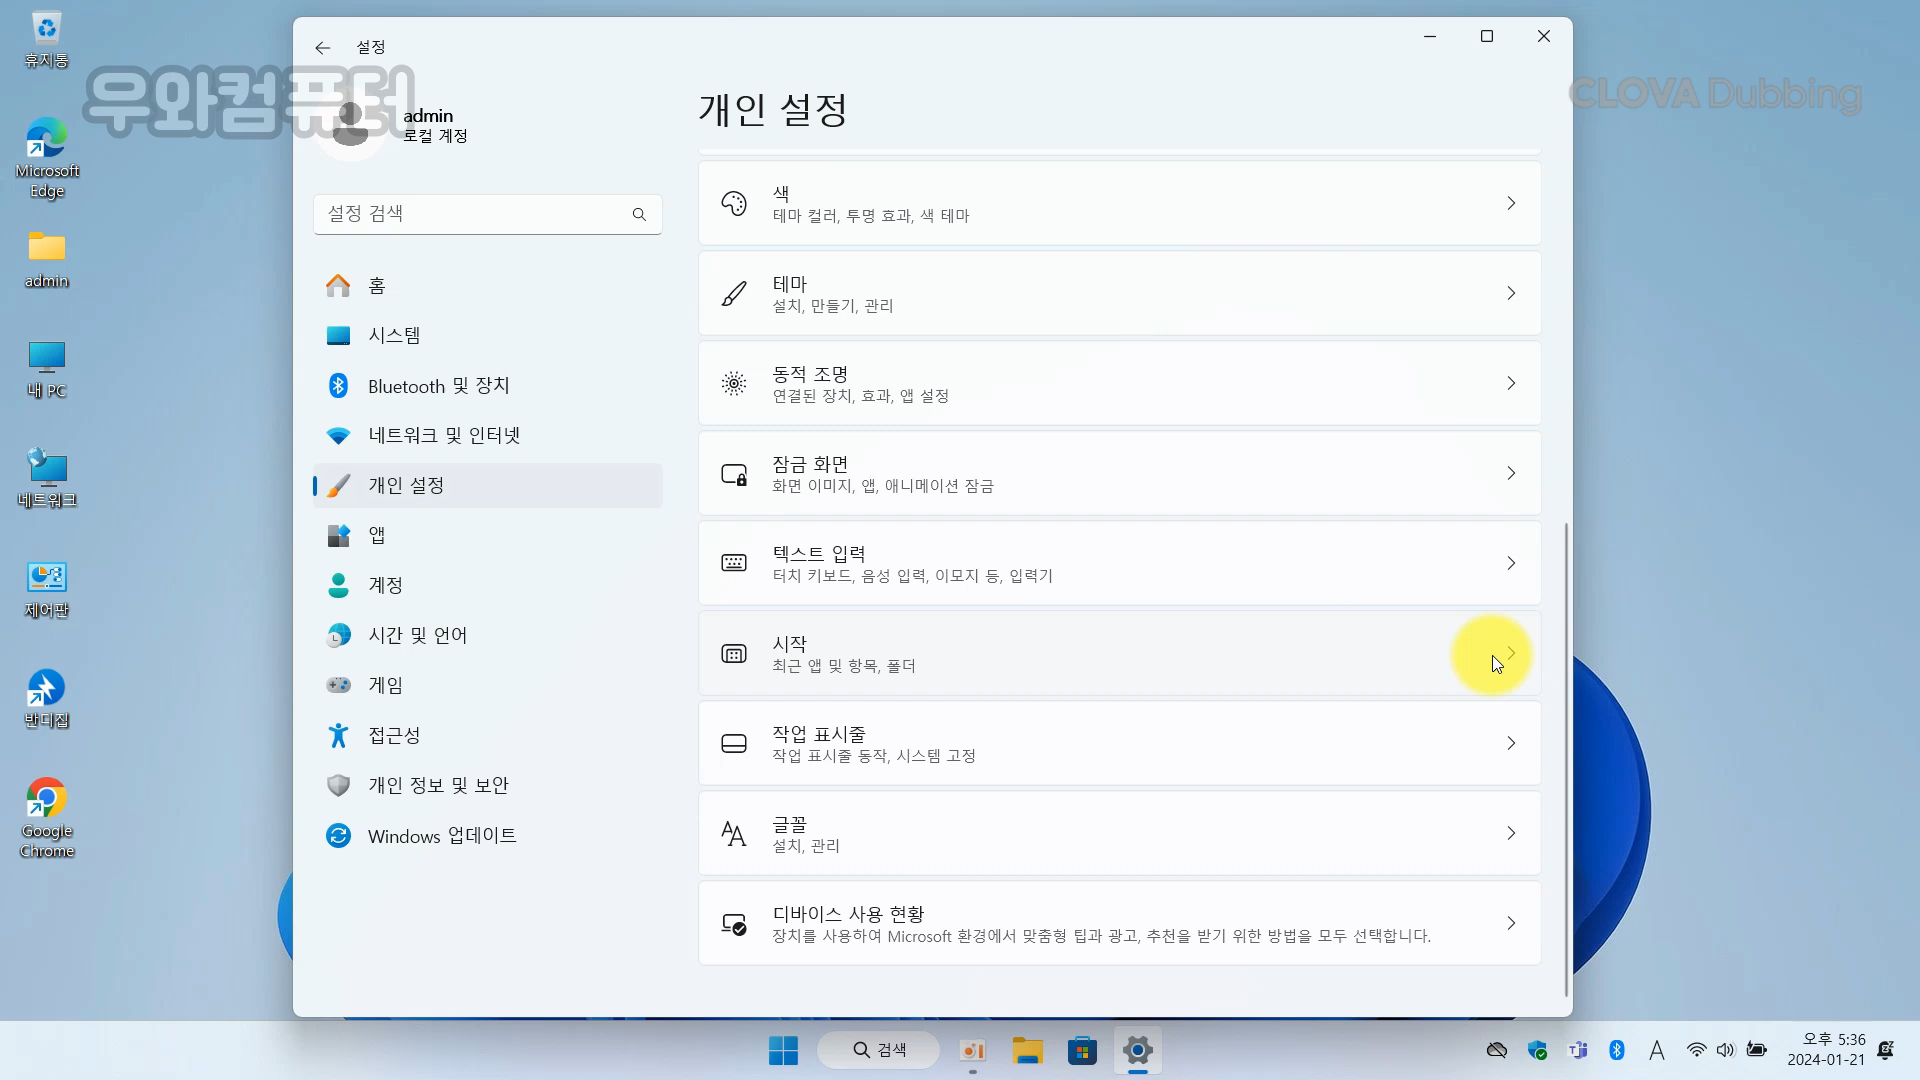 휴지통
Microsoft
Edge
admin
내 PC
네트워크
제어판
반디집
Google
Chrome
우와컴퓨터
CLOVA Dubbing
설정
admin
로컬 계정
설정 검색
홈
시스템
Bluetooth 및 장치
네트워크 및 인터넷
개인 설정
앱
계정
시간 및 언어
게임
접근성
개인 정보 및 보안
Windows 업데이트
개인 설정
색
테마 컬러, 투명 효과, 색 테마
테마
설치, 만들기, 관리
동적 조명
연결된 장치, 효과, 앱 설정
잠금 화면
화면 이미지, 앱, 애니메이션 잠금
텍스트 입력
터치 키보드, 음성 입력, 이모지 등, 입력기
시작
최근 앱 및 항목, 폴더
작업 표시줄
작업 표시줄 동작, 시스템 고정
글꼴
설치, 관리
디바이스 사용 현황
장치를 사용하여 Microsoft 환경에서 맞춤형 팁과 광고, 추천을 받기 위한 방법을 모두 선택합니다.
검색
A
오후 5:36
2024-01-21